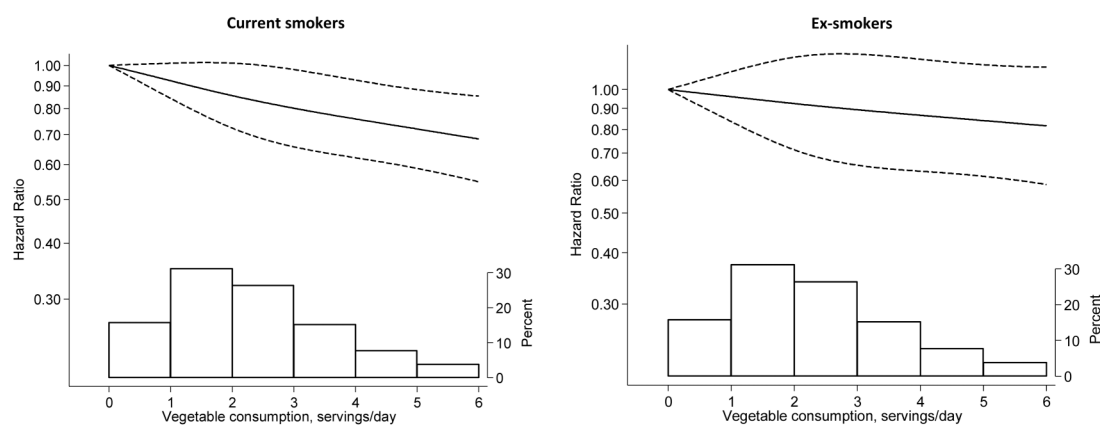 Current smokers
Hazard Ratio
1.00
0.90
0.80
0.70
0.60
0.50
0.40
0.30
30
20
10
0
Percent
0 1 2 3 4 5 6
Vegetable consumption, servings/day
Ex-smokers
Hazard Ratio
1.00
0.90
0.80
0.70
0.60
0.50
0.40
0.30
30
20
10
0
Percent
0 1 2 3 4 5 6
Vegetable consumption, servings/day